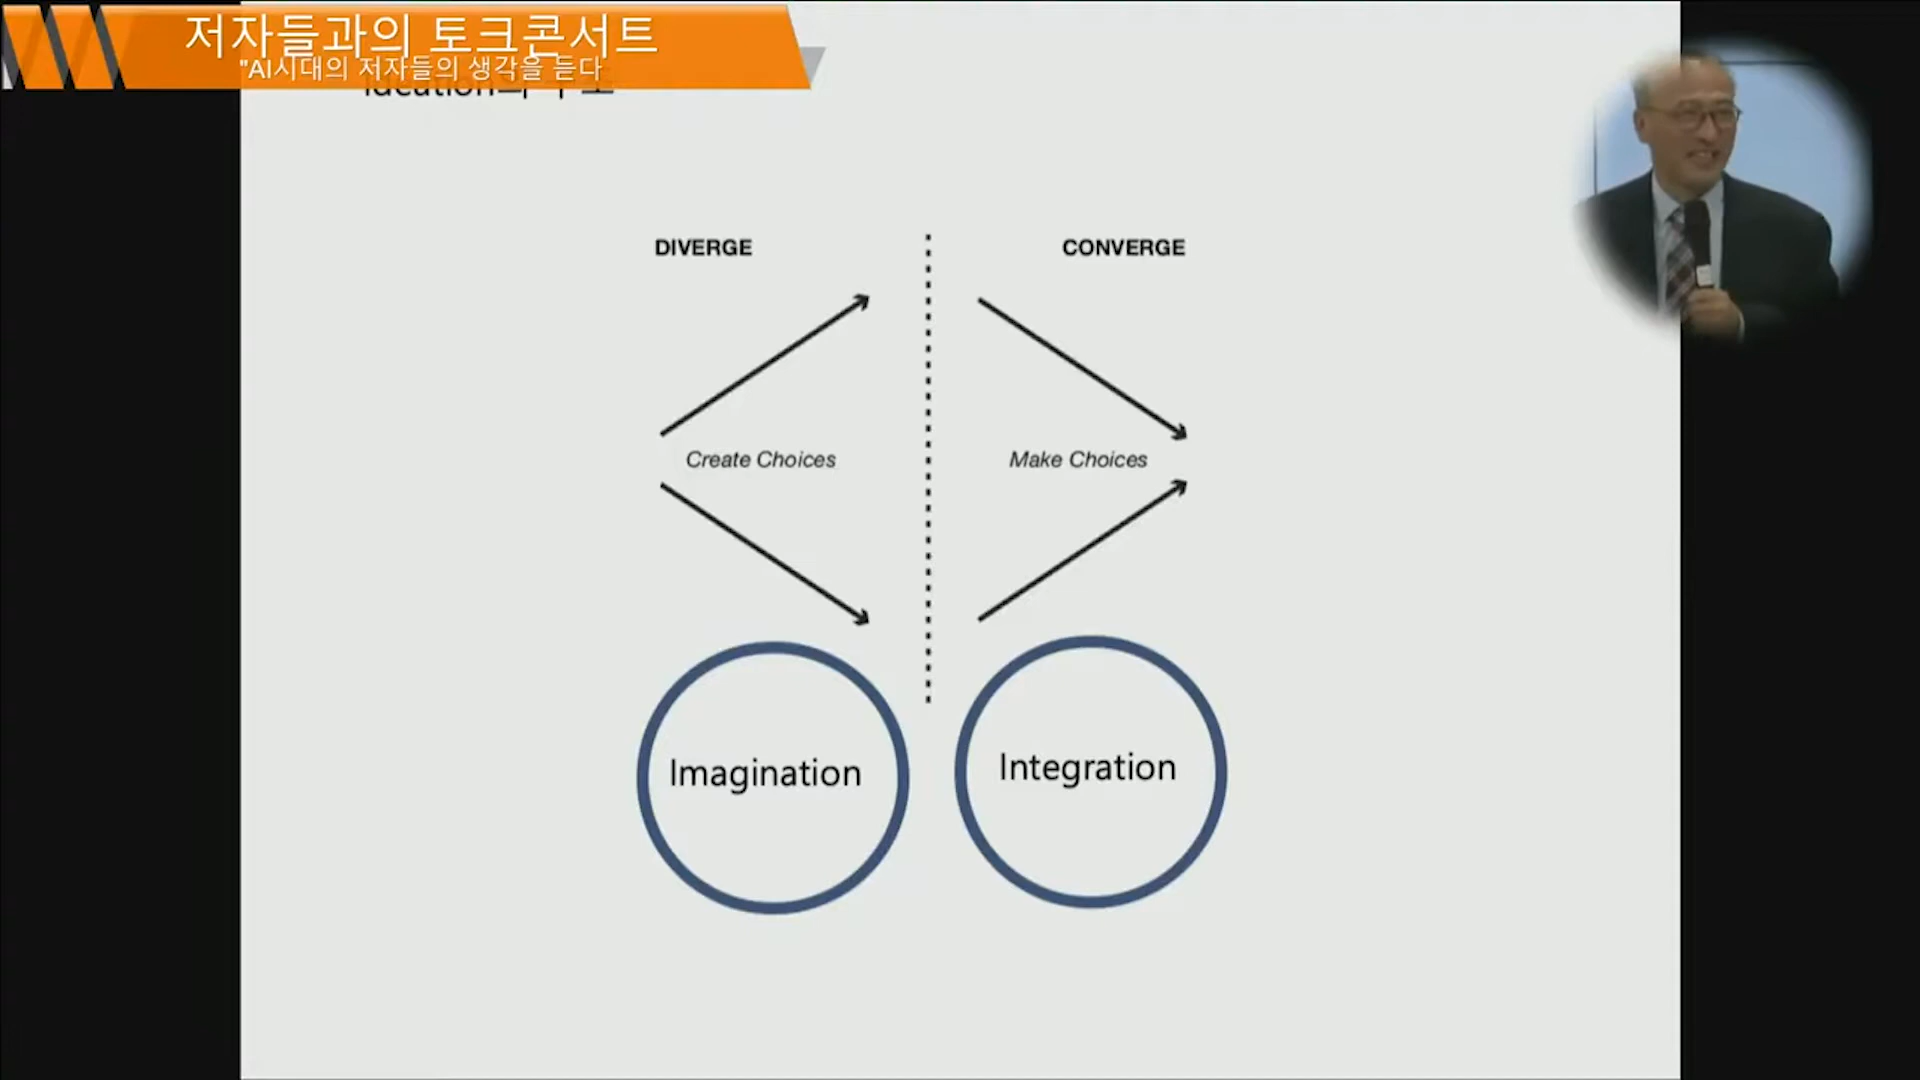 저자들과의 토크콘서트
"AI시대의 저자들의 생각을 듣다
DIVERGE
CONVERGE
Create Choices
Make Choices
Imagination
Integration